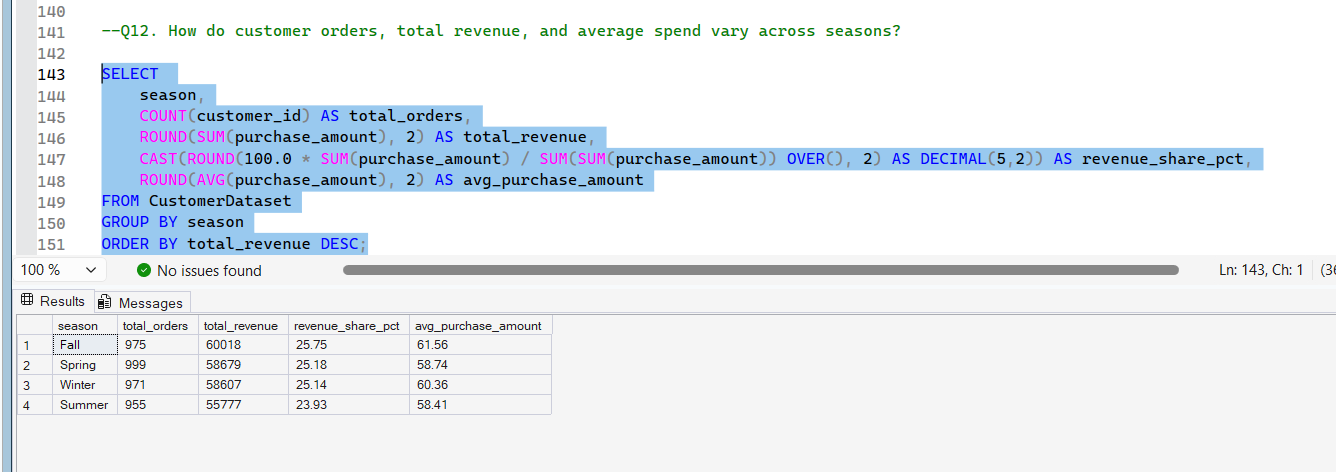 140
141 --Q12. How do customer orders, total revenue, and average spend vary across seasons?
142
143 SELECT
144 season,
145 COUNT(customer_id) AS total_orders,
146 ROUND(SUM(purchase_amount), 2) AS total_revenue,
147 CAST(ROUND(100.0 * SUM(purchase_amount) / SUM(SUM(purchase_amount)) OVER(), 2) AS DECIMAL(5,2)) AS revenue_share_pct,
148 ROUND(AVG(purchase_amount), 2) AS avg_purchase_amount
149 FROM CustomerDataset
150 GROUP BY season
151 ORDER BY total_revenue DESC;
100 % No issues found Ln: 143, Ch: 1 (36
Results Messages
season total_orders total_revenue revenue_share_pct avg_purchase_amount
1 Fall 975 60018 25.75 61.56
2 Spring 999 58679 25.18 58.74
3 Winter 971 58607 25.14 60.36
4 Summer 955 55777 23.93 58.41